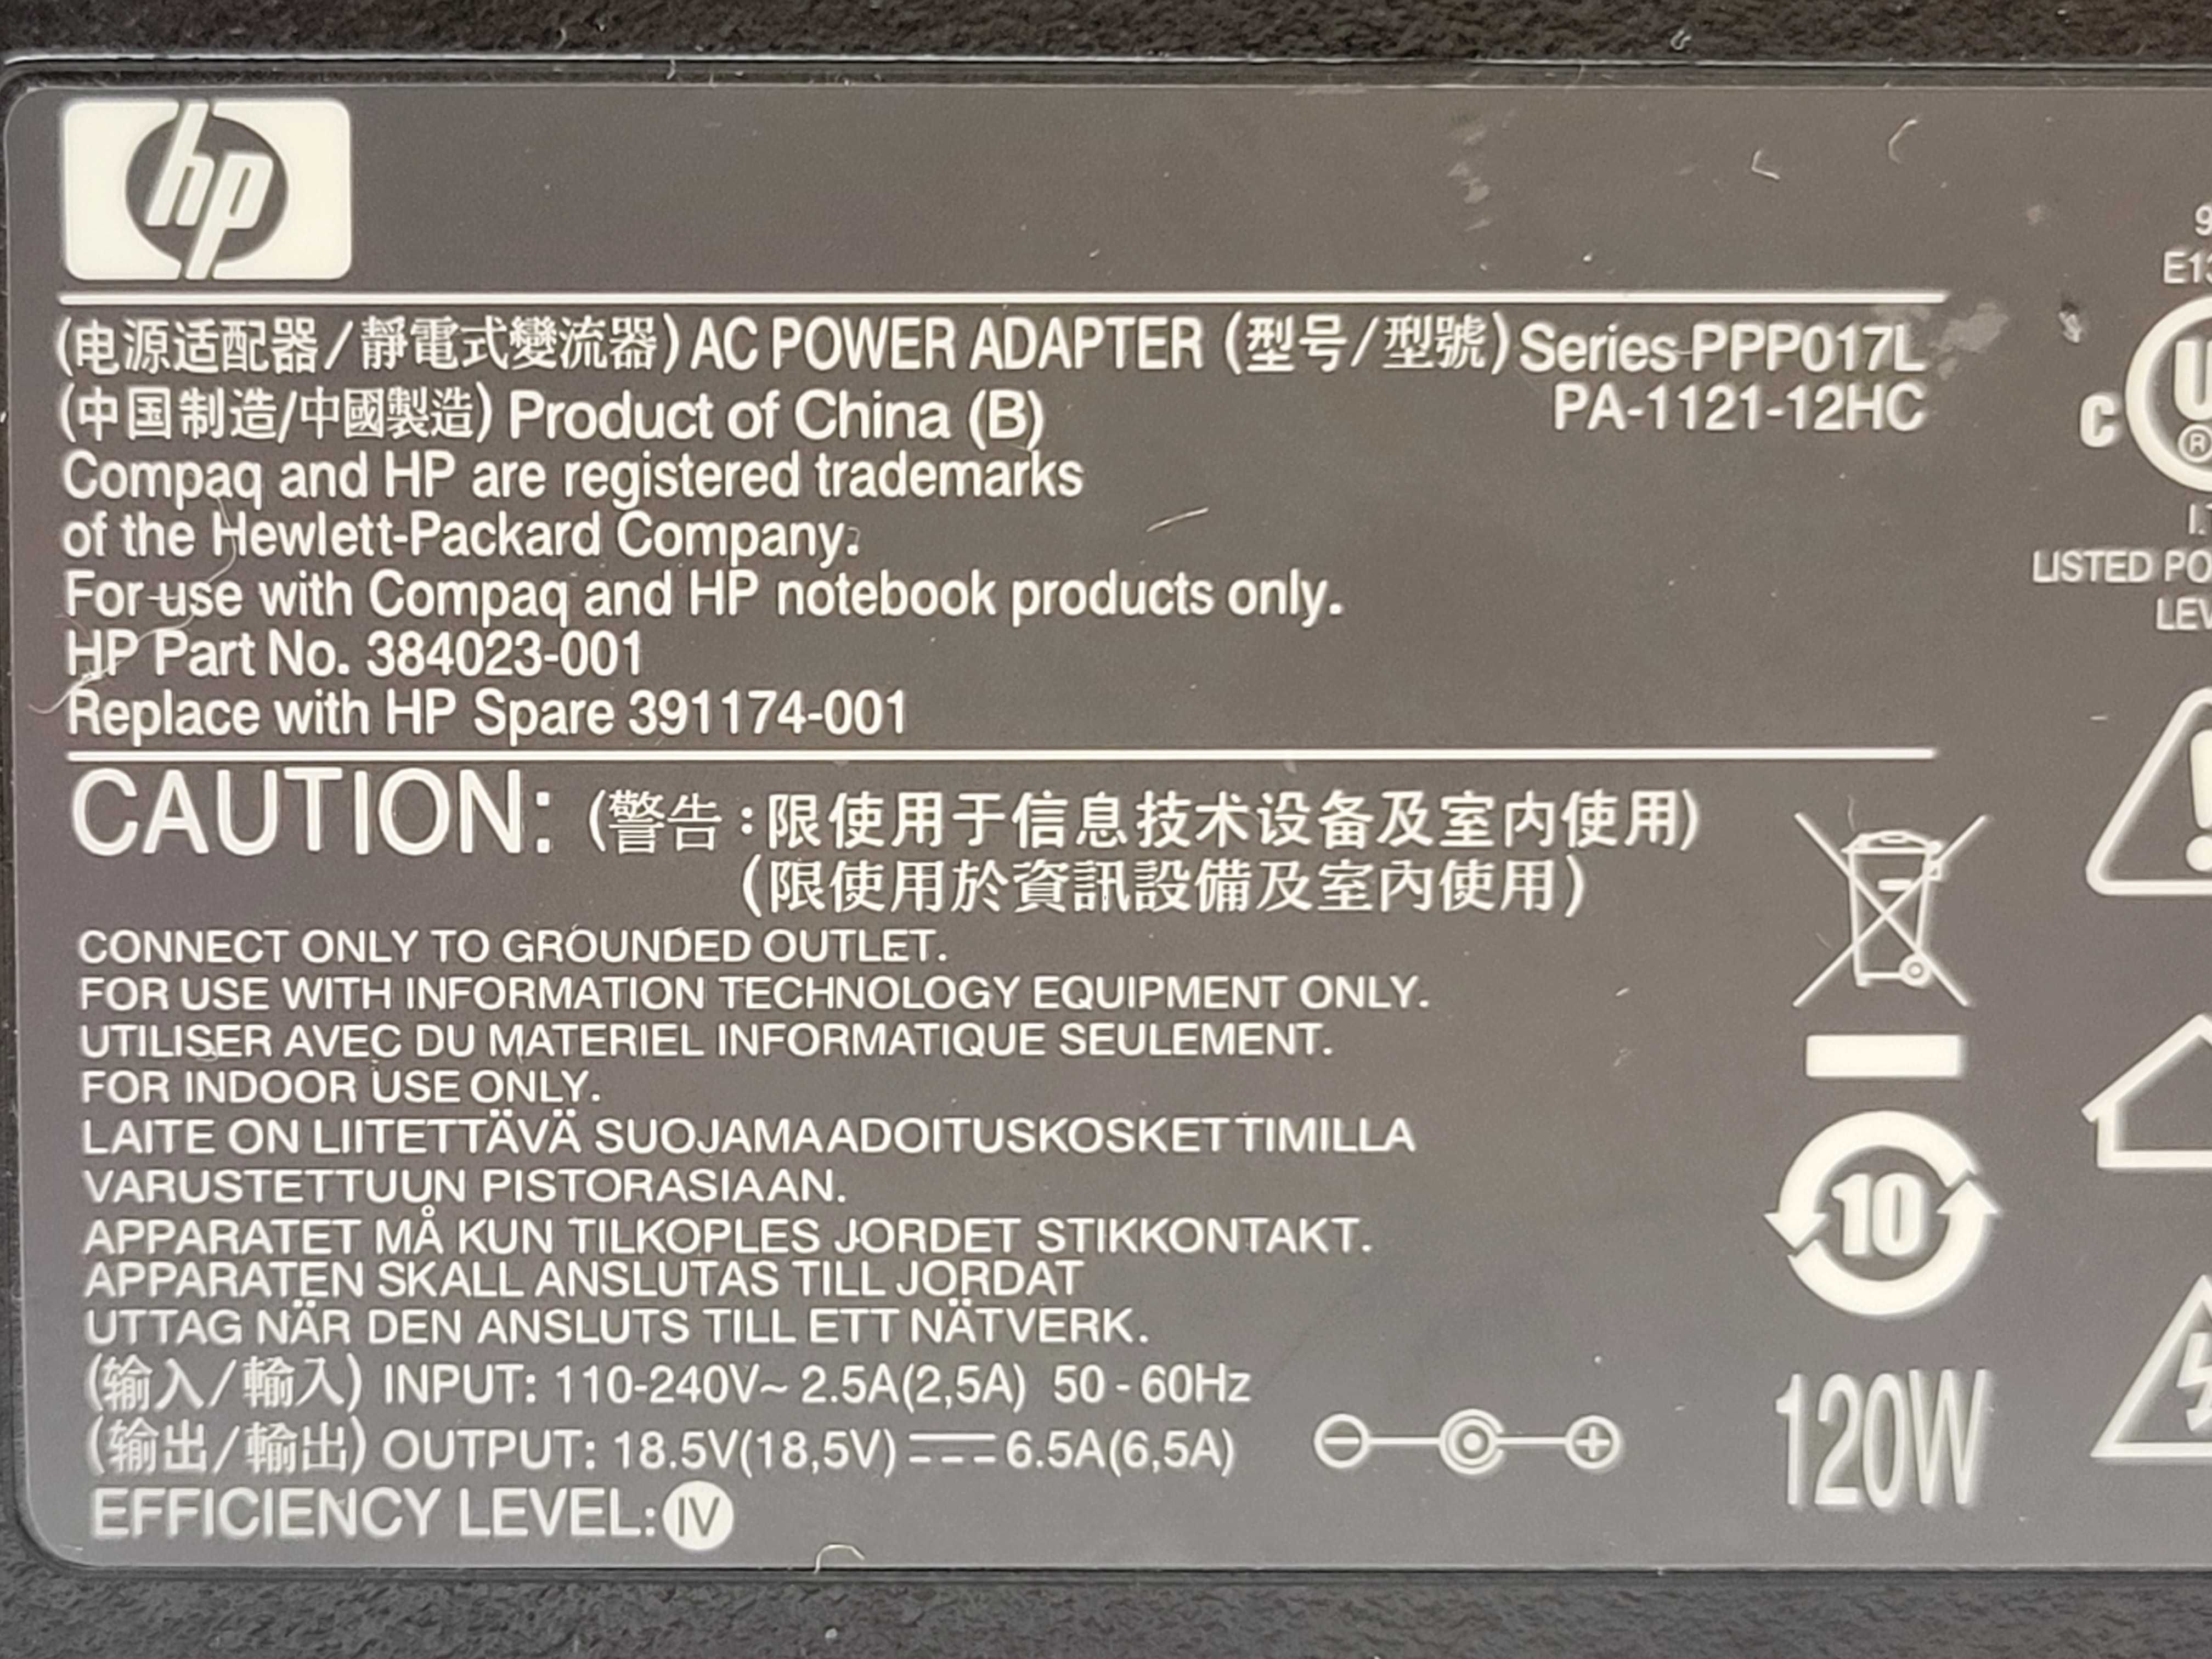 hp
(电源适配器/靜電式變流器) AC POWER ADAPTER (型号/型號) Series PPP017L
PA-1121-12HC
(中国制造/中國製造) Product of China (B)
Compaq and HP are registered trademarks
of the Hewlett-Packard Company.
For use with Compaq and HP notebook products only.
HP Part No. 384023-001
Replace with HP Spare 391174-001
CAUTION: (警告:限使用于信息技术设备及室内使用)
(限使用於資訊設備及室內使用)
CONNECT ONLY TO GROUNDED OUTLET.
FOR USE WITH INFORMATION TECHNOLOGY EQUIPMENT ONLY.
UTILISER AVEC DU MATERIEL INFORMATIQUE SEULEMENT.
FOR INDOOR USE ONLY.
LAITE ON LIITETTÄVÄ SUOJAMAADOITUSKOSKETTIMILLA
VARUSTETTUUN PISTORASIAAN.
APPARATET MÅ KUN TILKOPLES JORDET STIKKONTAKT.
APPARATEN SKALL ANSLUTAS TILL JORDAT
UTTAG NÄR DEN ANSLUTS TILL ETT NÄTVERK.
(输入/輸入) INPUT: 110-240V~ 2.5A(2,5A) 50-60Hz
(输出/輸出) OUTPUT: 18.5V(18,5V) ⎓ 6.5A(6,5A)
EFFICIENCY LEVEL: IV
10
120W
C
®
LISTED